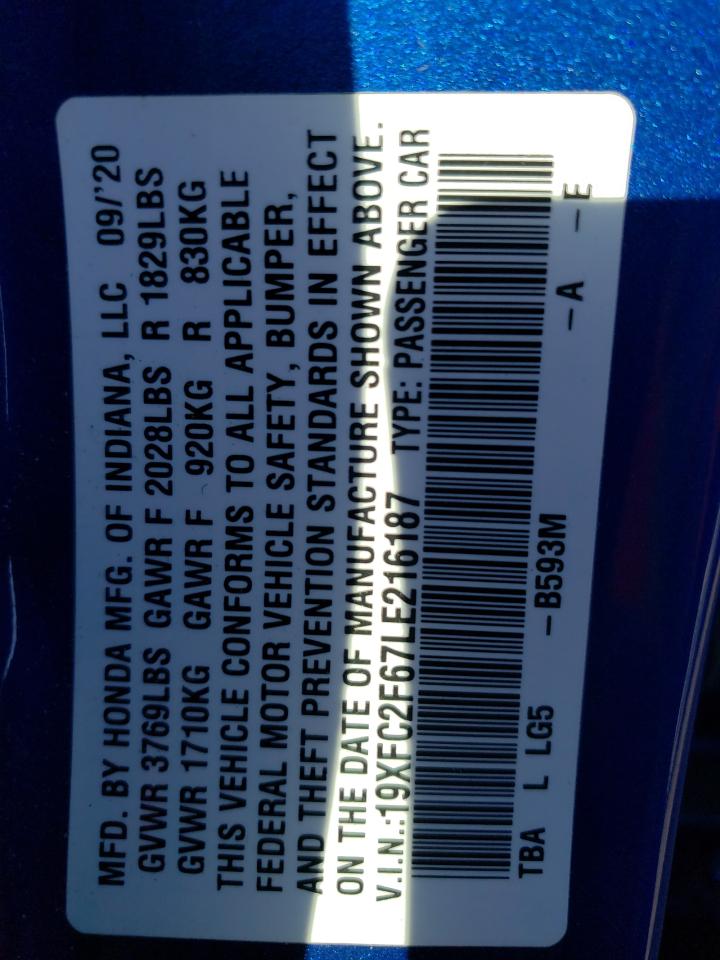 MFD. BY HONDA MFG. OF INDIANA, LLC 09/'20
GVWR 3769LBS GAWR F 2028LBS R 1829LBS
GVWR 1710KG GAWR F 920KG R 830KG
THIS VEHICLE CONFORMS TO ALL APPLICABLE
FEDERAL MOTOR VEHICLE SAFETY, BUMPER,
AND THEFT PREVENTION STANDARDS IN EFFECT
ON THE DATE OF MANUFACTURE SHOWN ABOVE.
V.I.N.:19XFC2F67LE216187 TYPE: PASSENGER CAR
TBA L LG5 -B593M -A -E